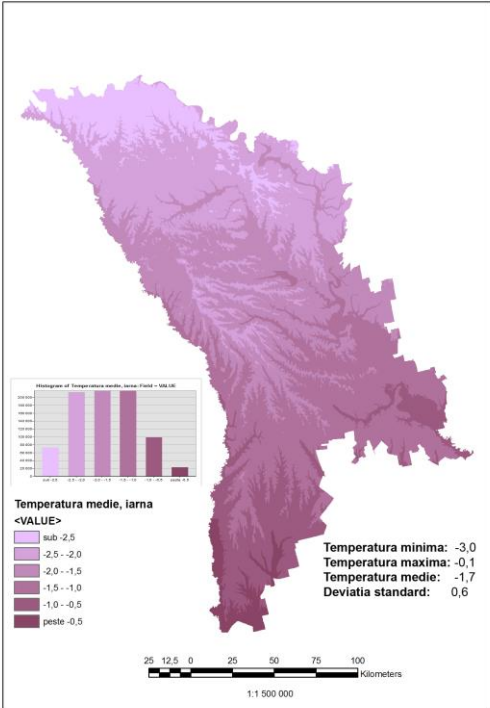 Histogram of Temperatura medie, iarna: Field = VALUE
Temperatura medie, iarna
<VALUE>
sub -2,5
-2,5 - -2,0
-2,0 - -1,5
-1,5 - -1,0
-1,0 - -0,5
peste -0,5
Temperatura minima: -3,0
Temperatura maxima: -0,1
Temperatura medie: -1,7
Deviatia standard: 0,6
25 12,5 0 25 50 75 100
Kilometers
1:1 500 000